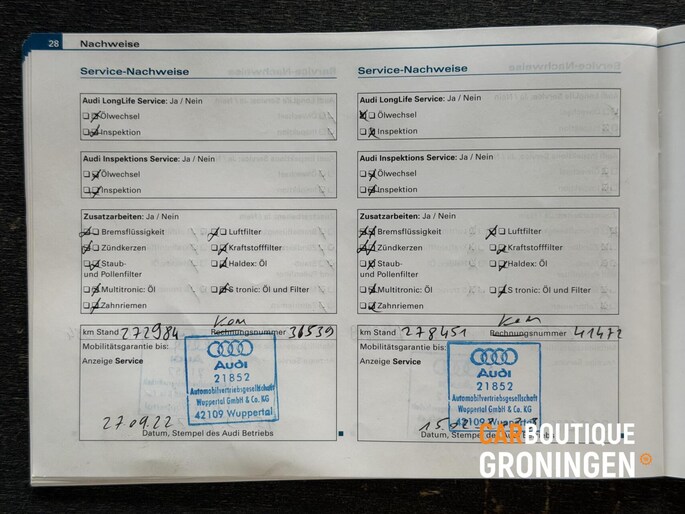 28 Nachweise
Service-Nachweise
Audi LongLife Service: Ja / Nein
Ölwechsel
Inspektion
Audi Inspektions Service: Ja / Nein
Ölwechsel
Inspektion
Zusatzarbeiten: Ja / Nein
Bremsflüssigkeit Luftfilter
Zündkerzen Kraftstofffilter
Staub- Haldex: Öl
und Pollenfilter
Multitronic: Öl S tronic: Öl und Filter
Zahnriemen
Kom
km Stand 272984 Rechnungsnummer 36539
Mobilitätsgarantie bis:
Anzeige Service
Audi
21852
Automobilvertriebsgesellschaft
Wuppertal GmbH & Co. KG
42109 Wuppertal
27.09.22
Datum, Stempel des Audi Betriebs
Service-Nachweise
Audi LongLife Service: Ja / Nein
Ölwechsel
Inspektion
Audi Inspektions Service: Ja / Nein
Ölwechsel
Inspektion
Zusatzarbeiten: Ja / Nein
Bremsflüssigkeit Luftfilter
Zündkerzen Kraftstofffilter
Staub- Haldex: Öl
und Pollenfilter
Multitronic: Öl S tronic: Öl und Filter
Zahnriemen
Kom
km Stand 278451 Rechnungsnummer 41472
Mobilitätsgarantie bis:
Anzeige Service
Audi
21852
Automobilvertriebsgesellschaft
Wuppertal GmbH & Co. KG
42109
Datum, Stempel des Audi Betriebs
CARBOUTIQUE
GRONINGEN